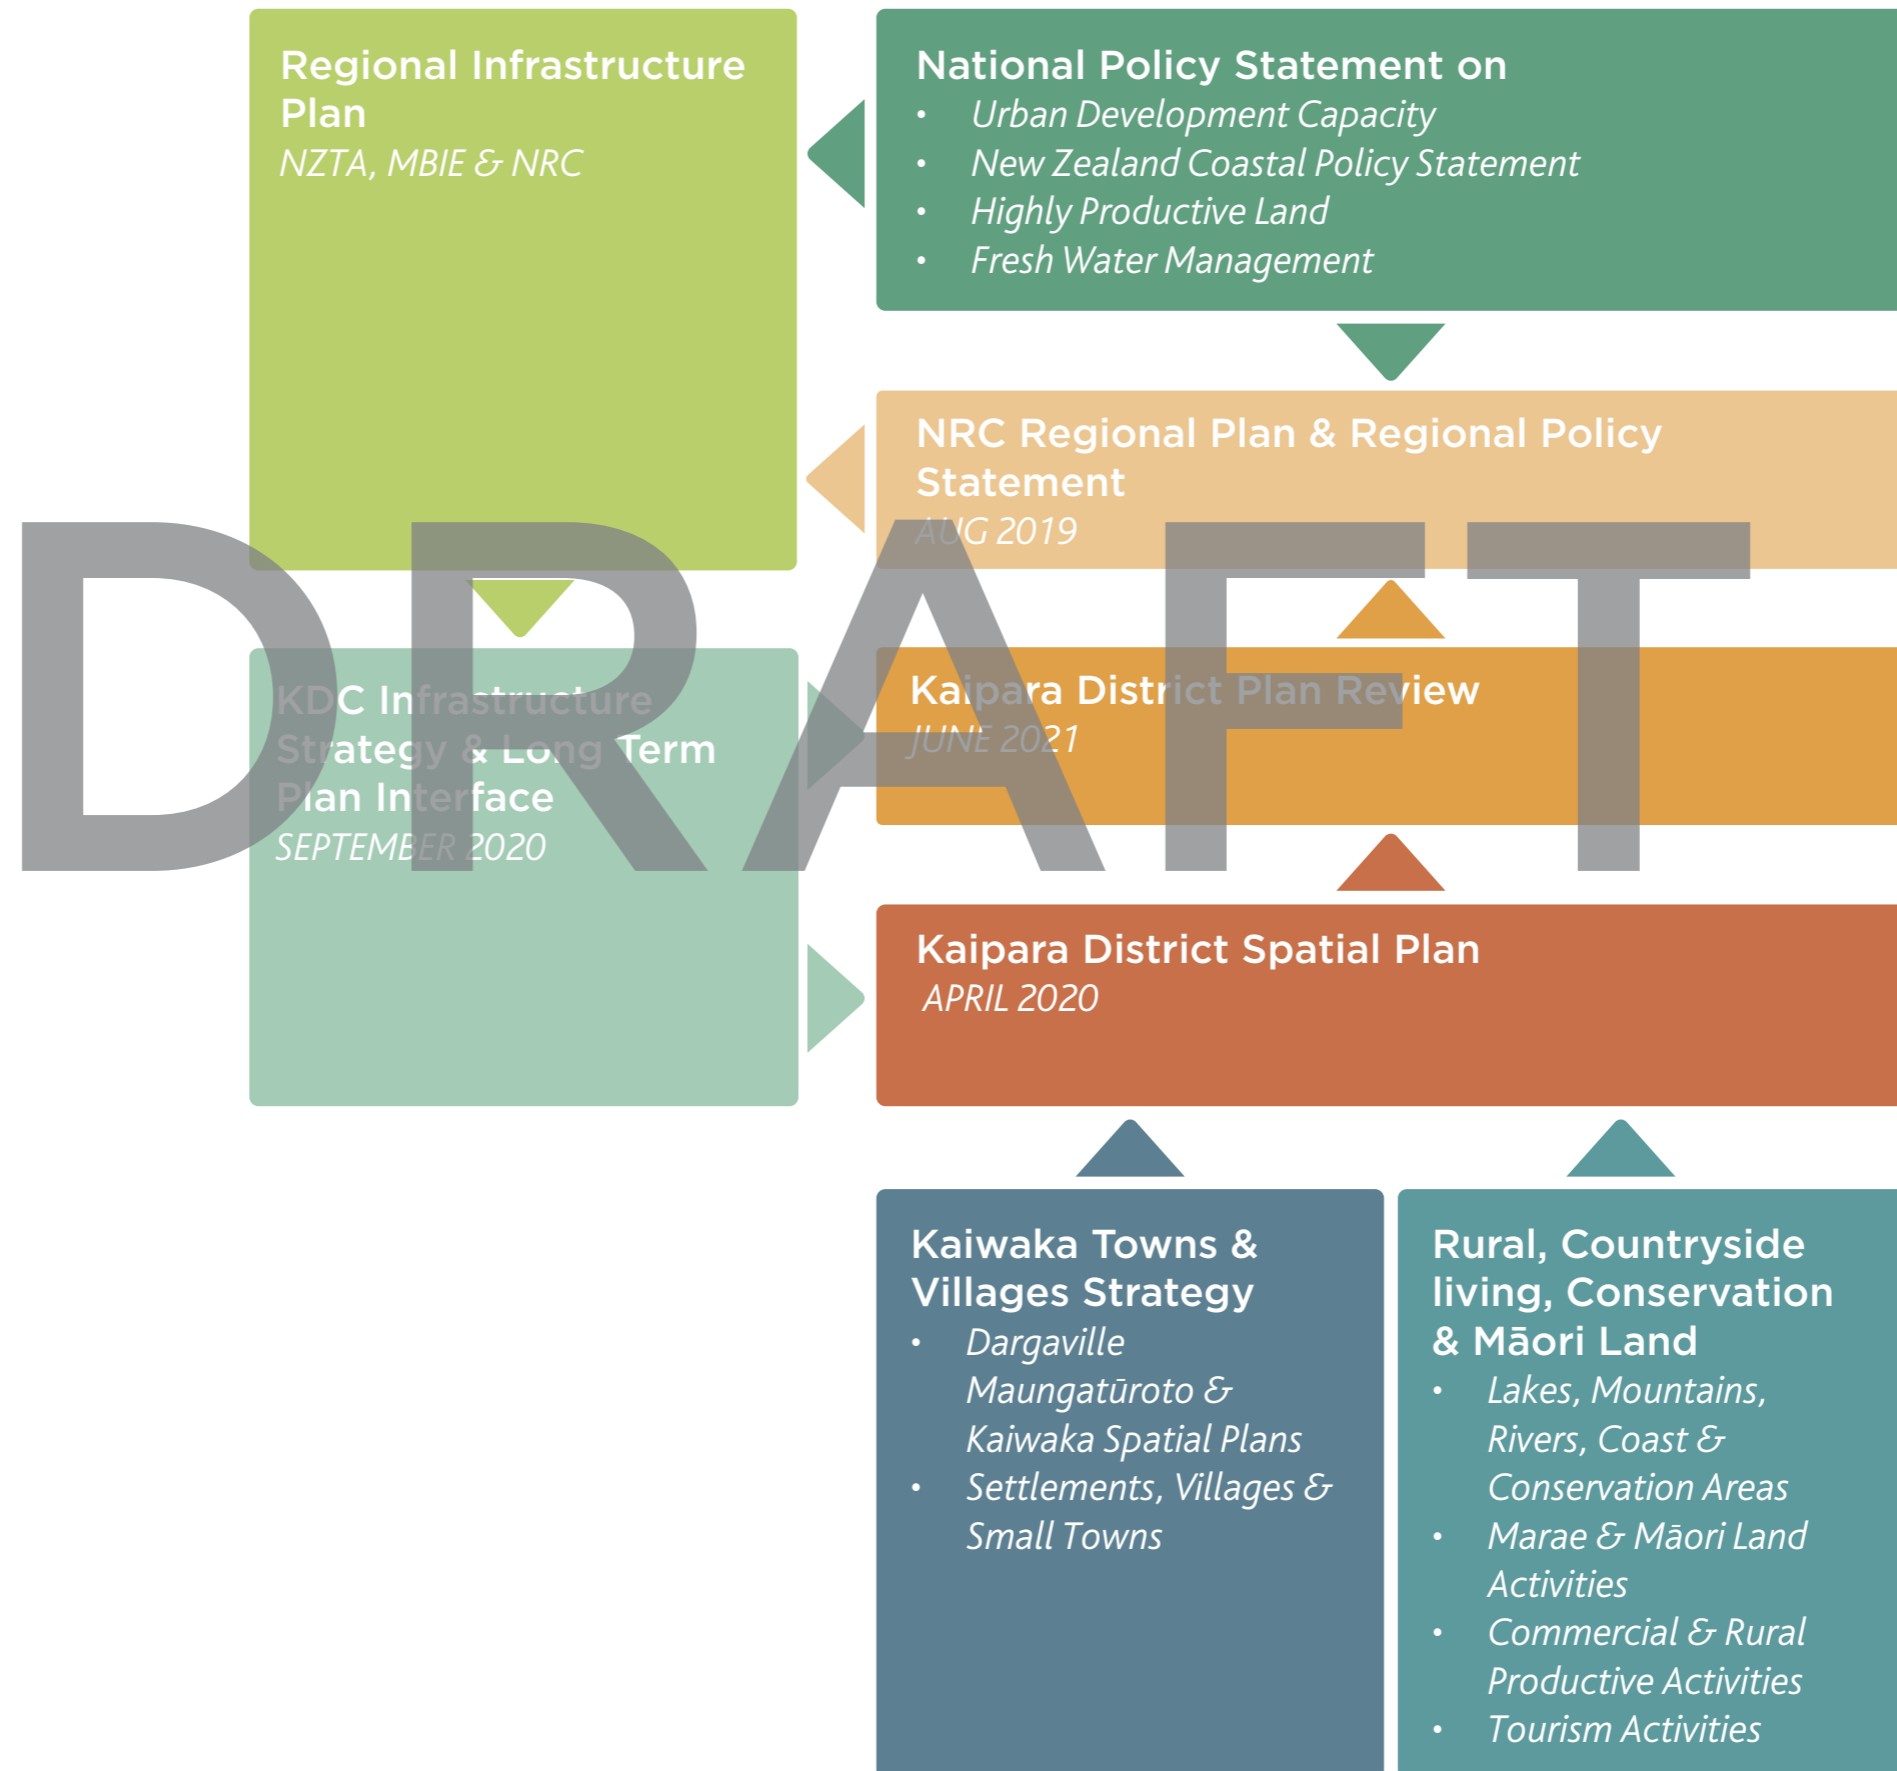 Regional Infrastructure
Plan
NZTA, MBIE & NRC
National Policy Statement on
• Urban Development Capacity
• New Zealand Coastal Policy Statement
• Highly Productive Land
• Fresh Water Management
NRC Regional Plan & Regional Policy
Statement
AUG 2019
DRAFT
KDC Infrastructure
Strategy & Long Term
Plan Interface
SEPTEMBER 2020
Kaipara District Plan Review
JUNE 2021
Kaipara District Spatial Plan
APRIL 2020
Kaiwaka Towns &
Villages Strategy
• Dargaville
Maungatūroto &
Kaiwaka Spatial Plans
• Settlements, Villages &
Small Towns
Rural, Countryside
living, Conservation
& Māori Land
• Lakes, Mountains,
Rivers, Coast &
Conservation Areas
• Marae & Māori Land
Activities
• Commercial & Rural
Productive Activities
• Tourism Activities